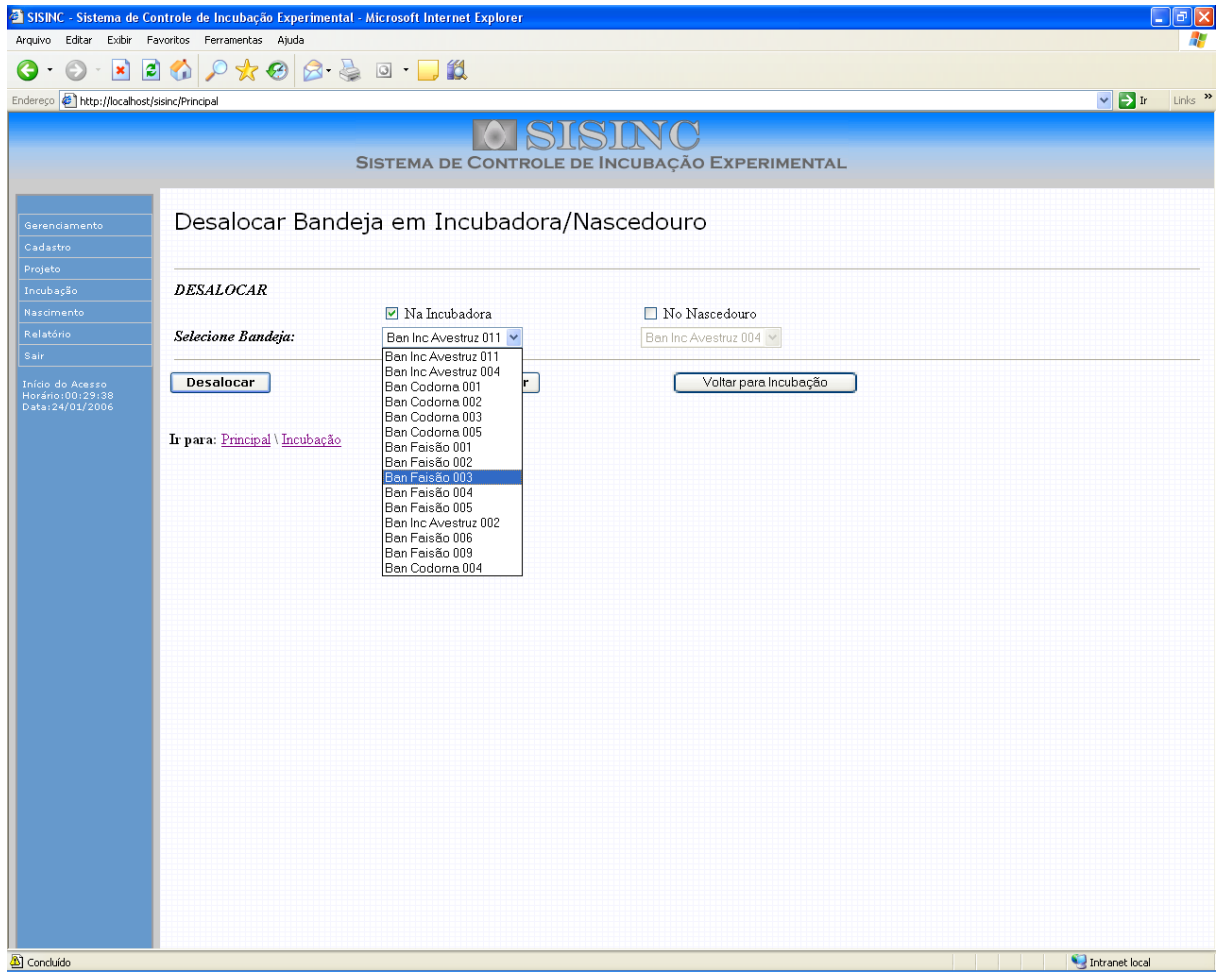 SISINC - Sistema de Controle de Incubação Experimental - Microsoft Internet Explorer
Arquivo Editar Exibir Favoritos Ferramentas Ajuda
Endereço http://localhost/sisinc/Principal Ir Links »
SISINC
SISTEMA DE CONTROLE DE INCUBAÇÃO EXPERIMENTAL
Gerenciamento
Cadastro
Projeto
Incubação
Nascimento
Relatório
Sair
Início do Acesso
Horário:00:29:38
Data:24/01/2006
Desalocar Bandeja em Incubadora/Nascedouro
DESALOCAR
Na Incubadora No Nascedouro
Selecione Bandeja: Ban Inc Avestruz 011 Ban Inc Avestruz 004
Ban Inc Avestruz 011
Ban Inc Avestruz 004
Ban Codorna 001
Ban Codorna 002
Ban Codorna 003
Ban Codorna 005
Ban Faisão 001
Ban Faisão 002
Ban Faisão 003
Ban Faisão 004
Ban Faisão 005
Ban Inc Avestruz 002
Ban Faisão 006
Ban Faisão 009
Ban Codorna 004
Desalocar r Voltar para Incubação
Ir para: Principal \ Incubação
Concluído Intranet local